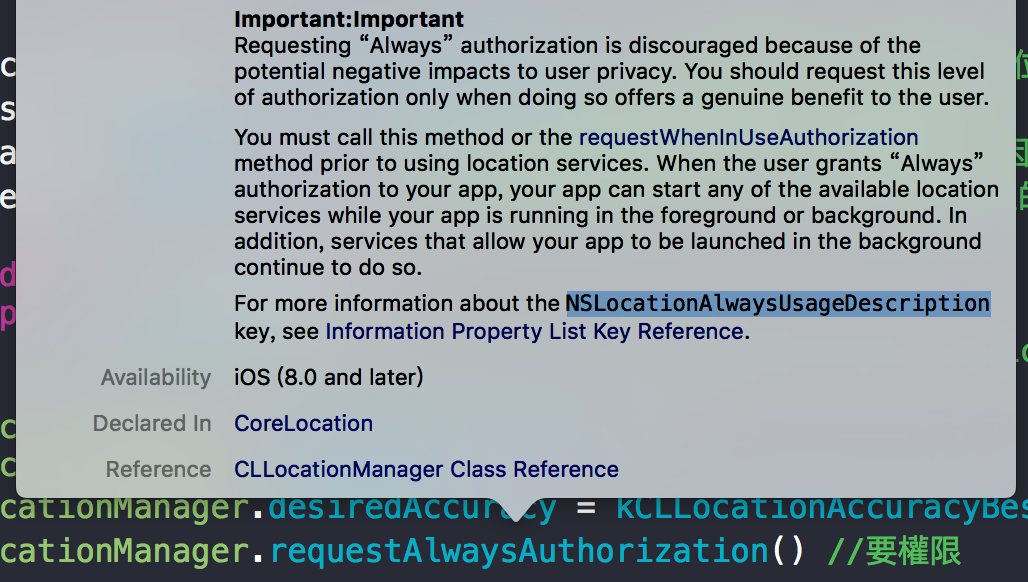 Important:Important
Requesting “Always” authorization is discouraged because of the
potential negative impacts to user privacy. You should request this level
of authorization only when doing so offers a genuine benefit to the user.
You must call this method or the requestWhenInUseAuthorization
method prior to using location services. When the user grants “Always”
authorization to your app, your app can start any of the available location
services while your app is running in the foreground or background. In
addition, services that allow your app to be launched in the background
continue to do so.
For more information about the NSLocationAlwaysUsageDescription
key, see Information Property List Key Reference.
Availability iOS (8.0 and later)
Declared In CoreLocation
Reference CLLocationManager Class Reference
cationManager.desiredAccuracy = kCLLocationAccuracyBes
cationManager.requestAlwaysAuthorization() //要權限